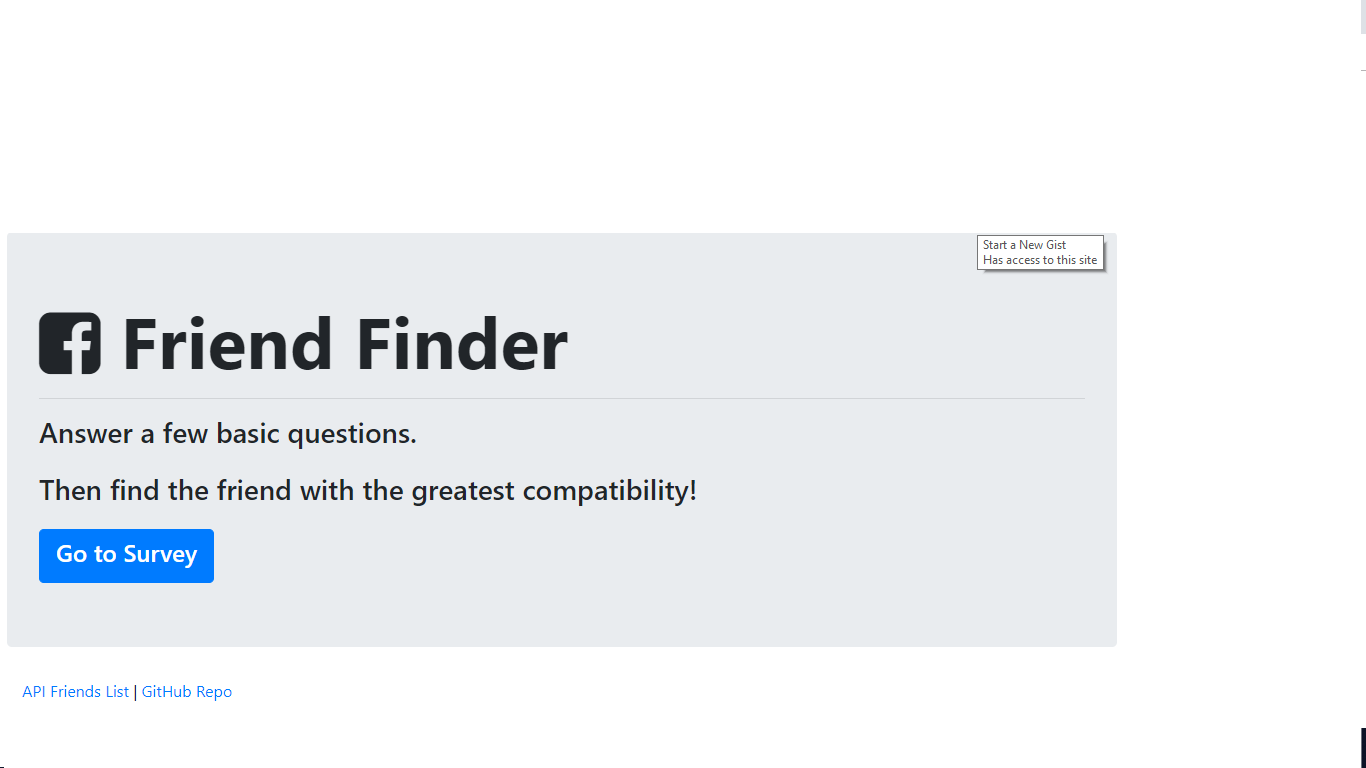 Start a New Gist
Has access to this site
Friend Finder
Answer a few basic questions.
Then find the friend with the greatest compatibility!
Go to Survey
API Friends List | GitHub Repo